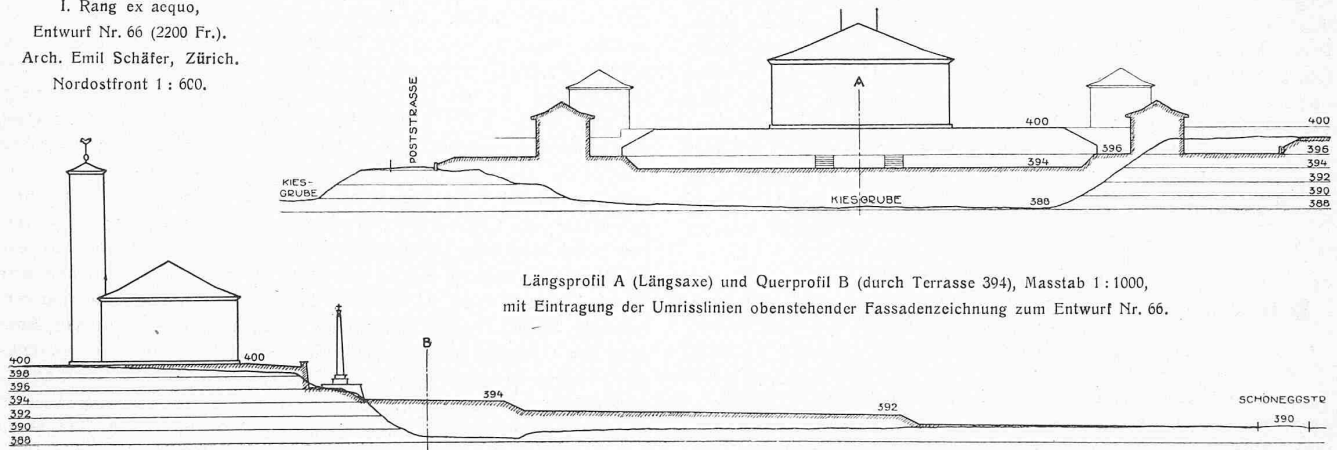 I. Rang ex acquo,
Entwurf Nr. 66 (2200 Fr.).
Arch. Emil Schäfer, Zürich.
Nordostfront 1 : 600.
POSTSTRASSE
A
400
400
396
396
394
394
392
390
388
388
KIES-
GRUBE
KIESGRUBE
Längsprofil A (Längsaxe) und Querprofil B (durch Terrasse 394), Masstab 1 : 1000,
mit Eintragung der Umrisslinien obenstehender Fassadenzeichnung zum Entwurf Nr. 66.
B
400
400
398
396
394
394
392
392
390
390
388
SCHÖNEGGSTR